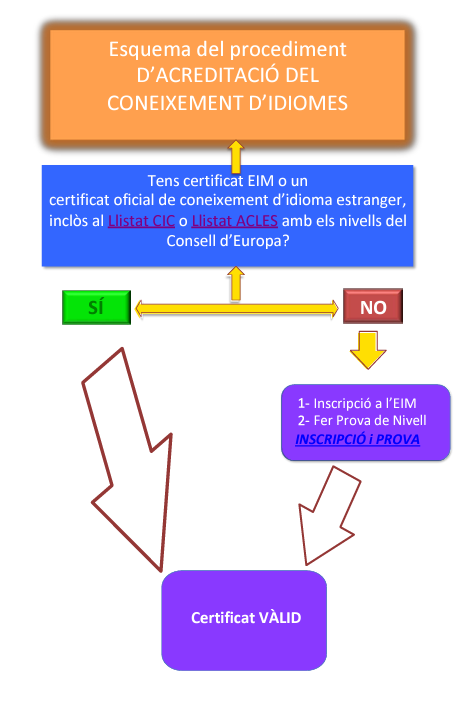 Esquema del procediment
D’ACREDITACIÓ DEL
CONEIXEMENT D’IDIOMES
Tens certificat EIM o un
certificat oficial de coneixement d’idioma estranger,
inclòs al Llistat CIC o Llistat ACLES amb els nivells del
Consell d’Europa?
SÍ
NO
1- Inscripció a l’EIM
2- Fer Prova de Nivell
INSCRIPCIÓ i PROVA
Certificat VÀLID